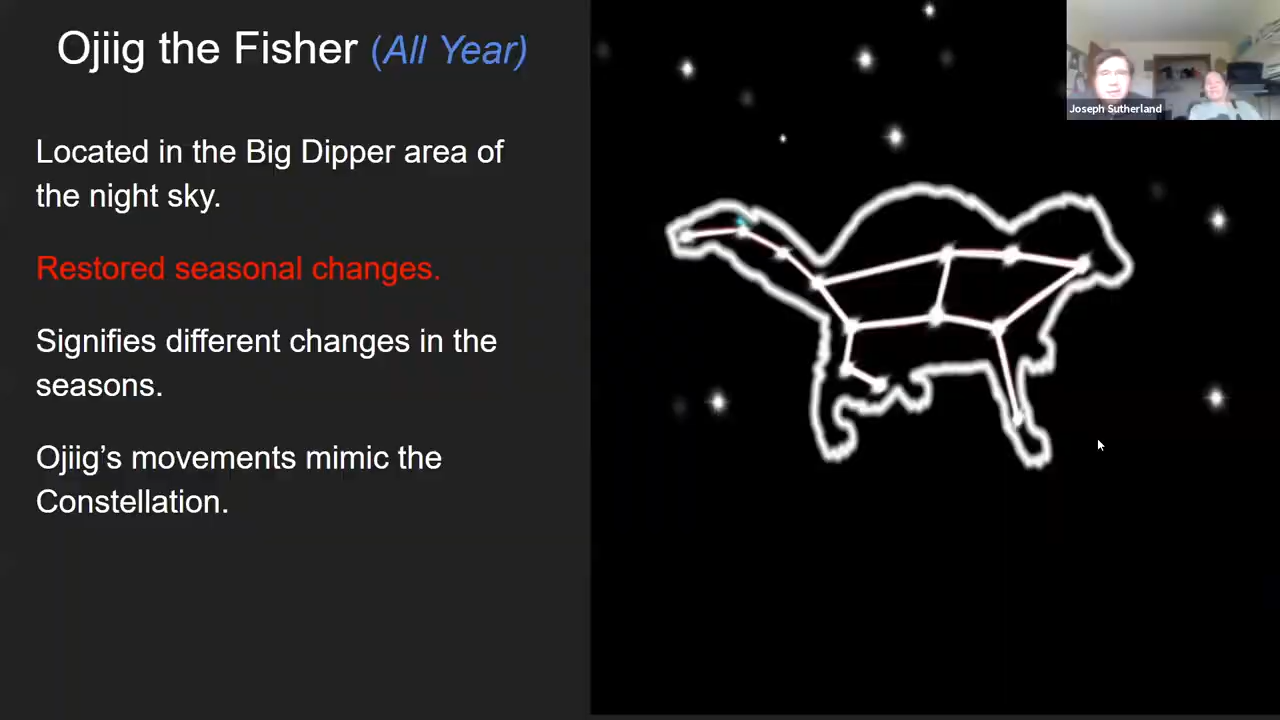 Ojiig the Fisher (All Year)
Located in the Big Dipper area of
the night sky.
Restored seasonal changes.
Signifies different changes in the
seasons.
Ojiig’s movements mimic the
Constellation.
Joseph Sutherland